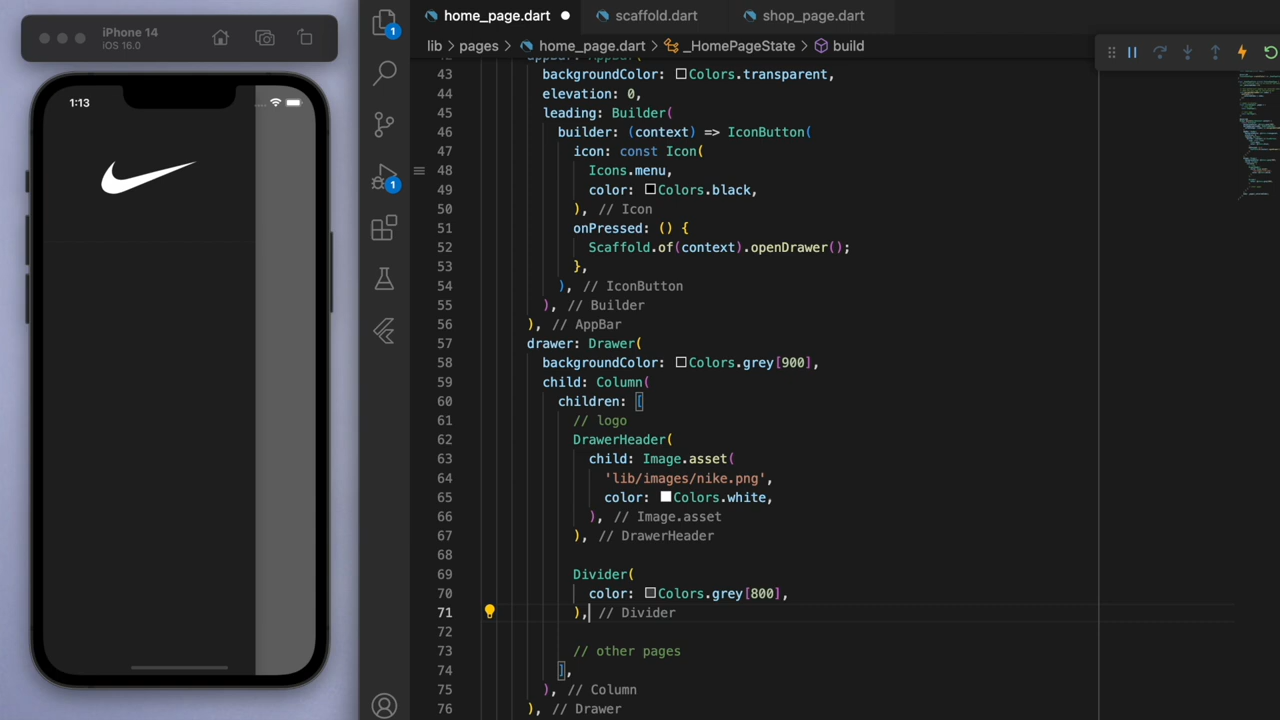 iPhone 14
iOS 16.0
1:13
1
1
home_page.dart
scaffold.dart
shop_page.dart
lib > pages > home_page.dart > _HomePageState > build
43 backgroundColor: Colors.transparent,
44 elevation: 0,
45 leading: Builder(
46 builder: (context) => IconButton(
47 icon: const Icon(
48 Icons.menu,
49 color: Colors.black,
50 ), // Icon
51 onPressed: () {
52 Scaffold.of(context).openDrawer();
53 },
54 ), // IconButton
55 ), // Builder
56 ), // AppBar
57 drawer: Drawer(
58 backgroundColor: Colors.grey[900],
59 child: Column(
60 children: [
61 // logo
62 DrawerHeader(
63 child: Image.asset(
64 'lib/images/nike.png',
65 color: Colors.white,
66 ), // Image.asset
67 ), // DrawerHeader
68
69 Divider(
70 color: Colors.grey[800],
71 ), // Divider
72
73 // other pages
74 ],
75 ), // Column
76 ), // Drawer